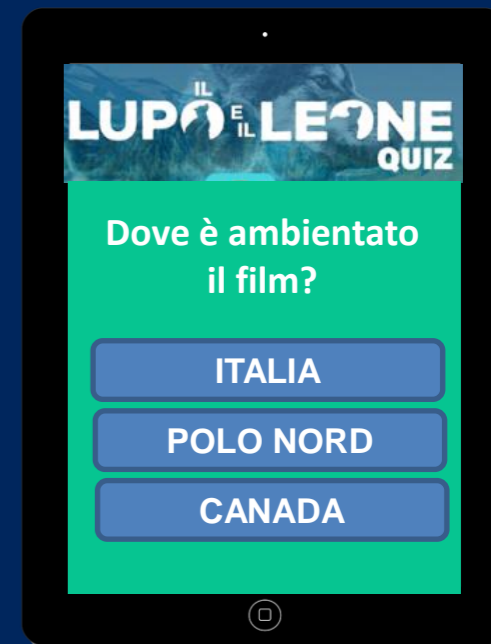 IL
LUPO E IL LEONE
QUIZ
Dove è ambientato
il film?
ITALIA
POLO NORD
CANADA